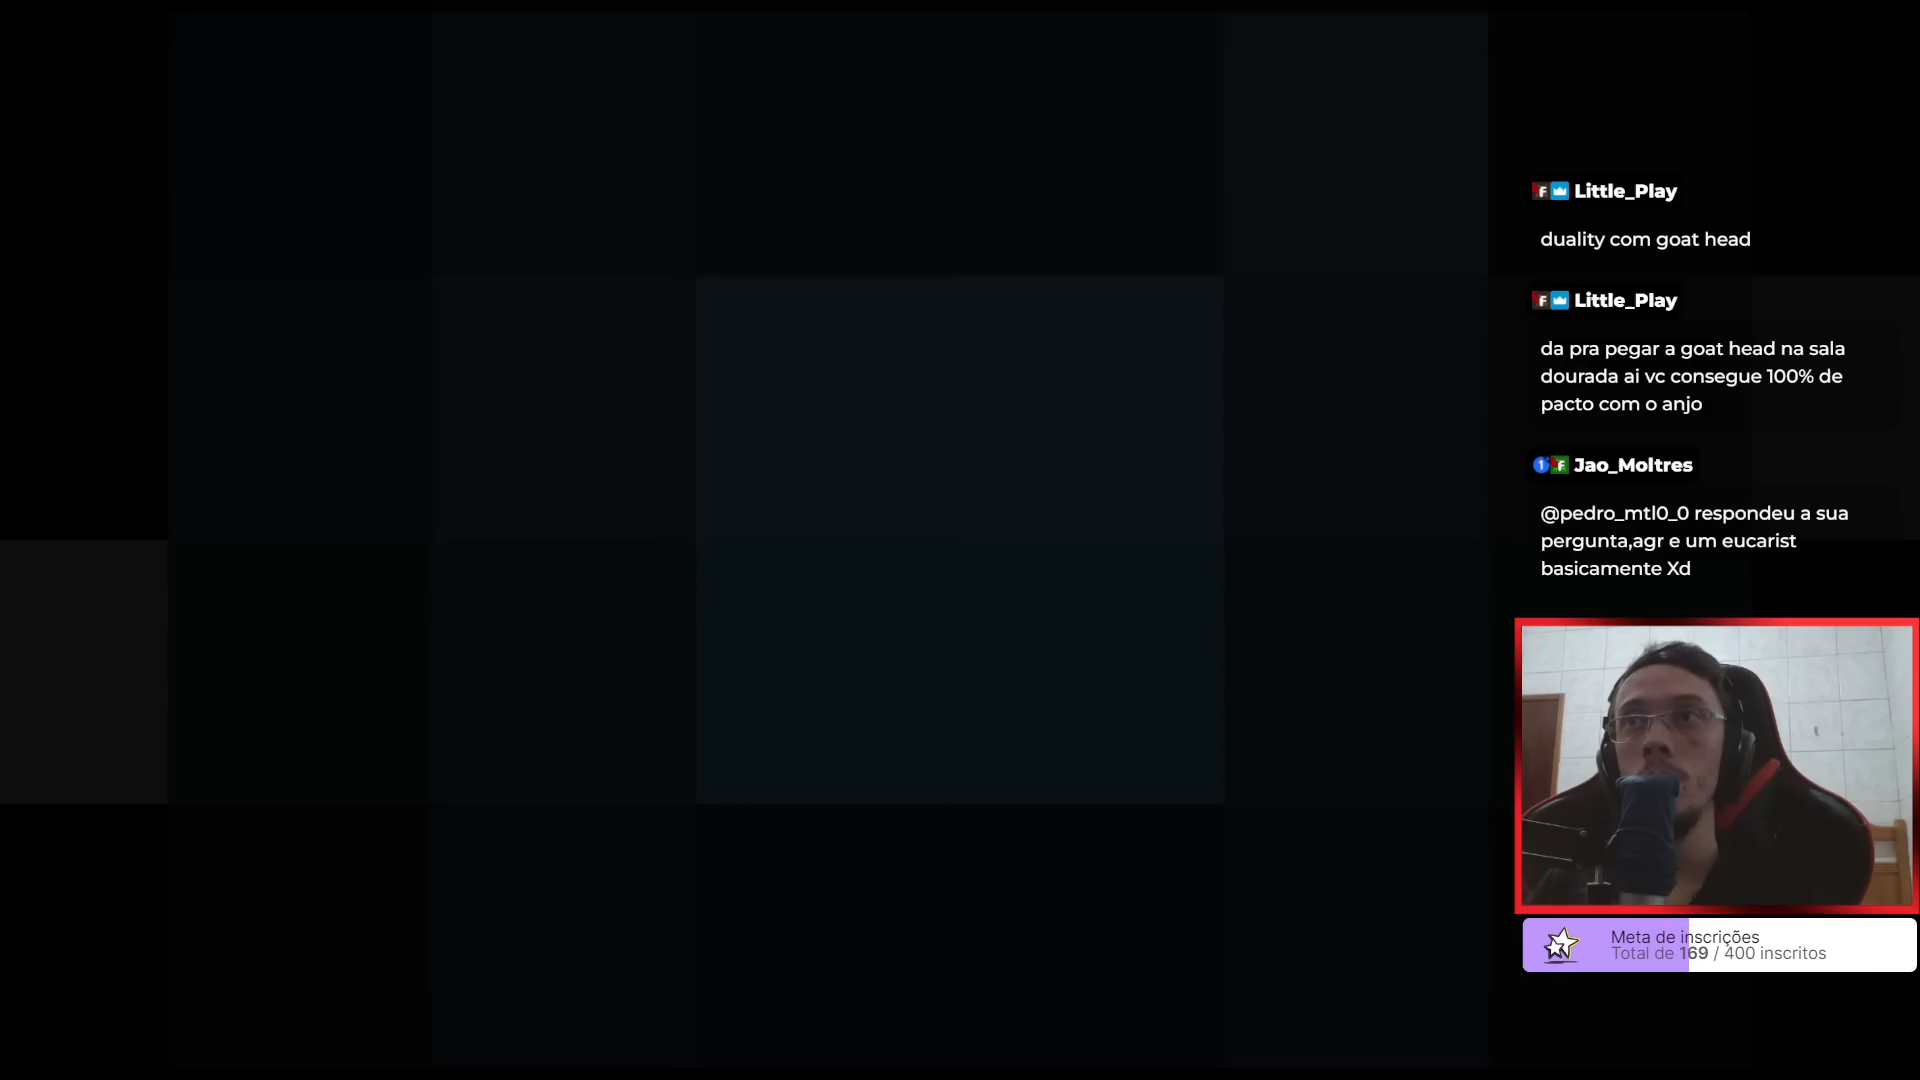 Little_Play
duality com goat head
Little_Play
da pra pegar a goat head na sala
dourada ai vc consegue 100% de
pacto com o anjo
Jao_Moltres
@pedro_mtl0_0 respondeu a sua
pergunta,agr e um eucarist
basicamente Xd
Meta de inscrições
Total de 169 / 400 inscritos